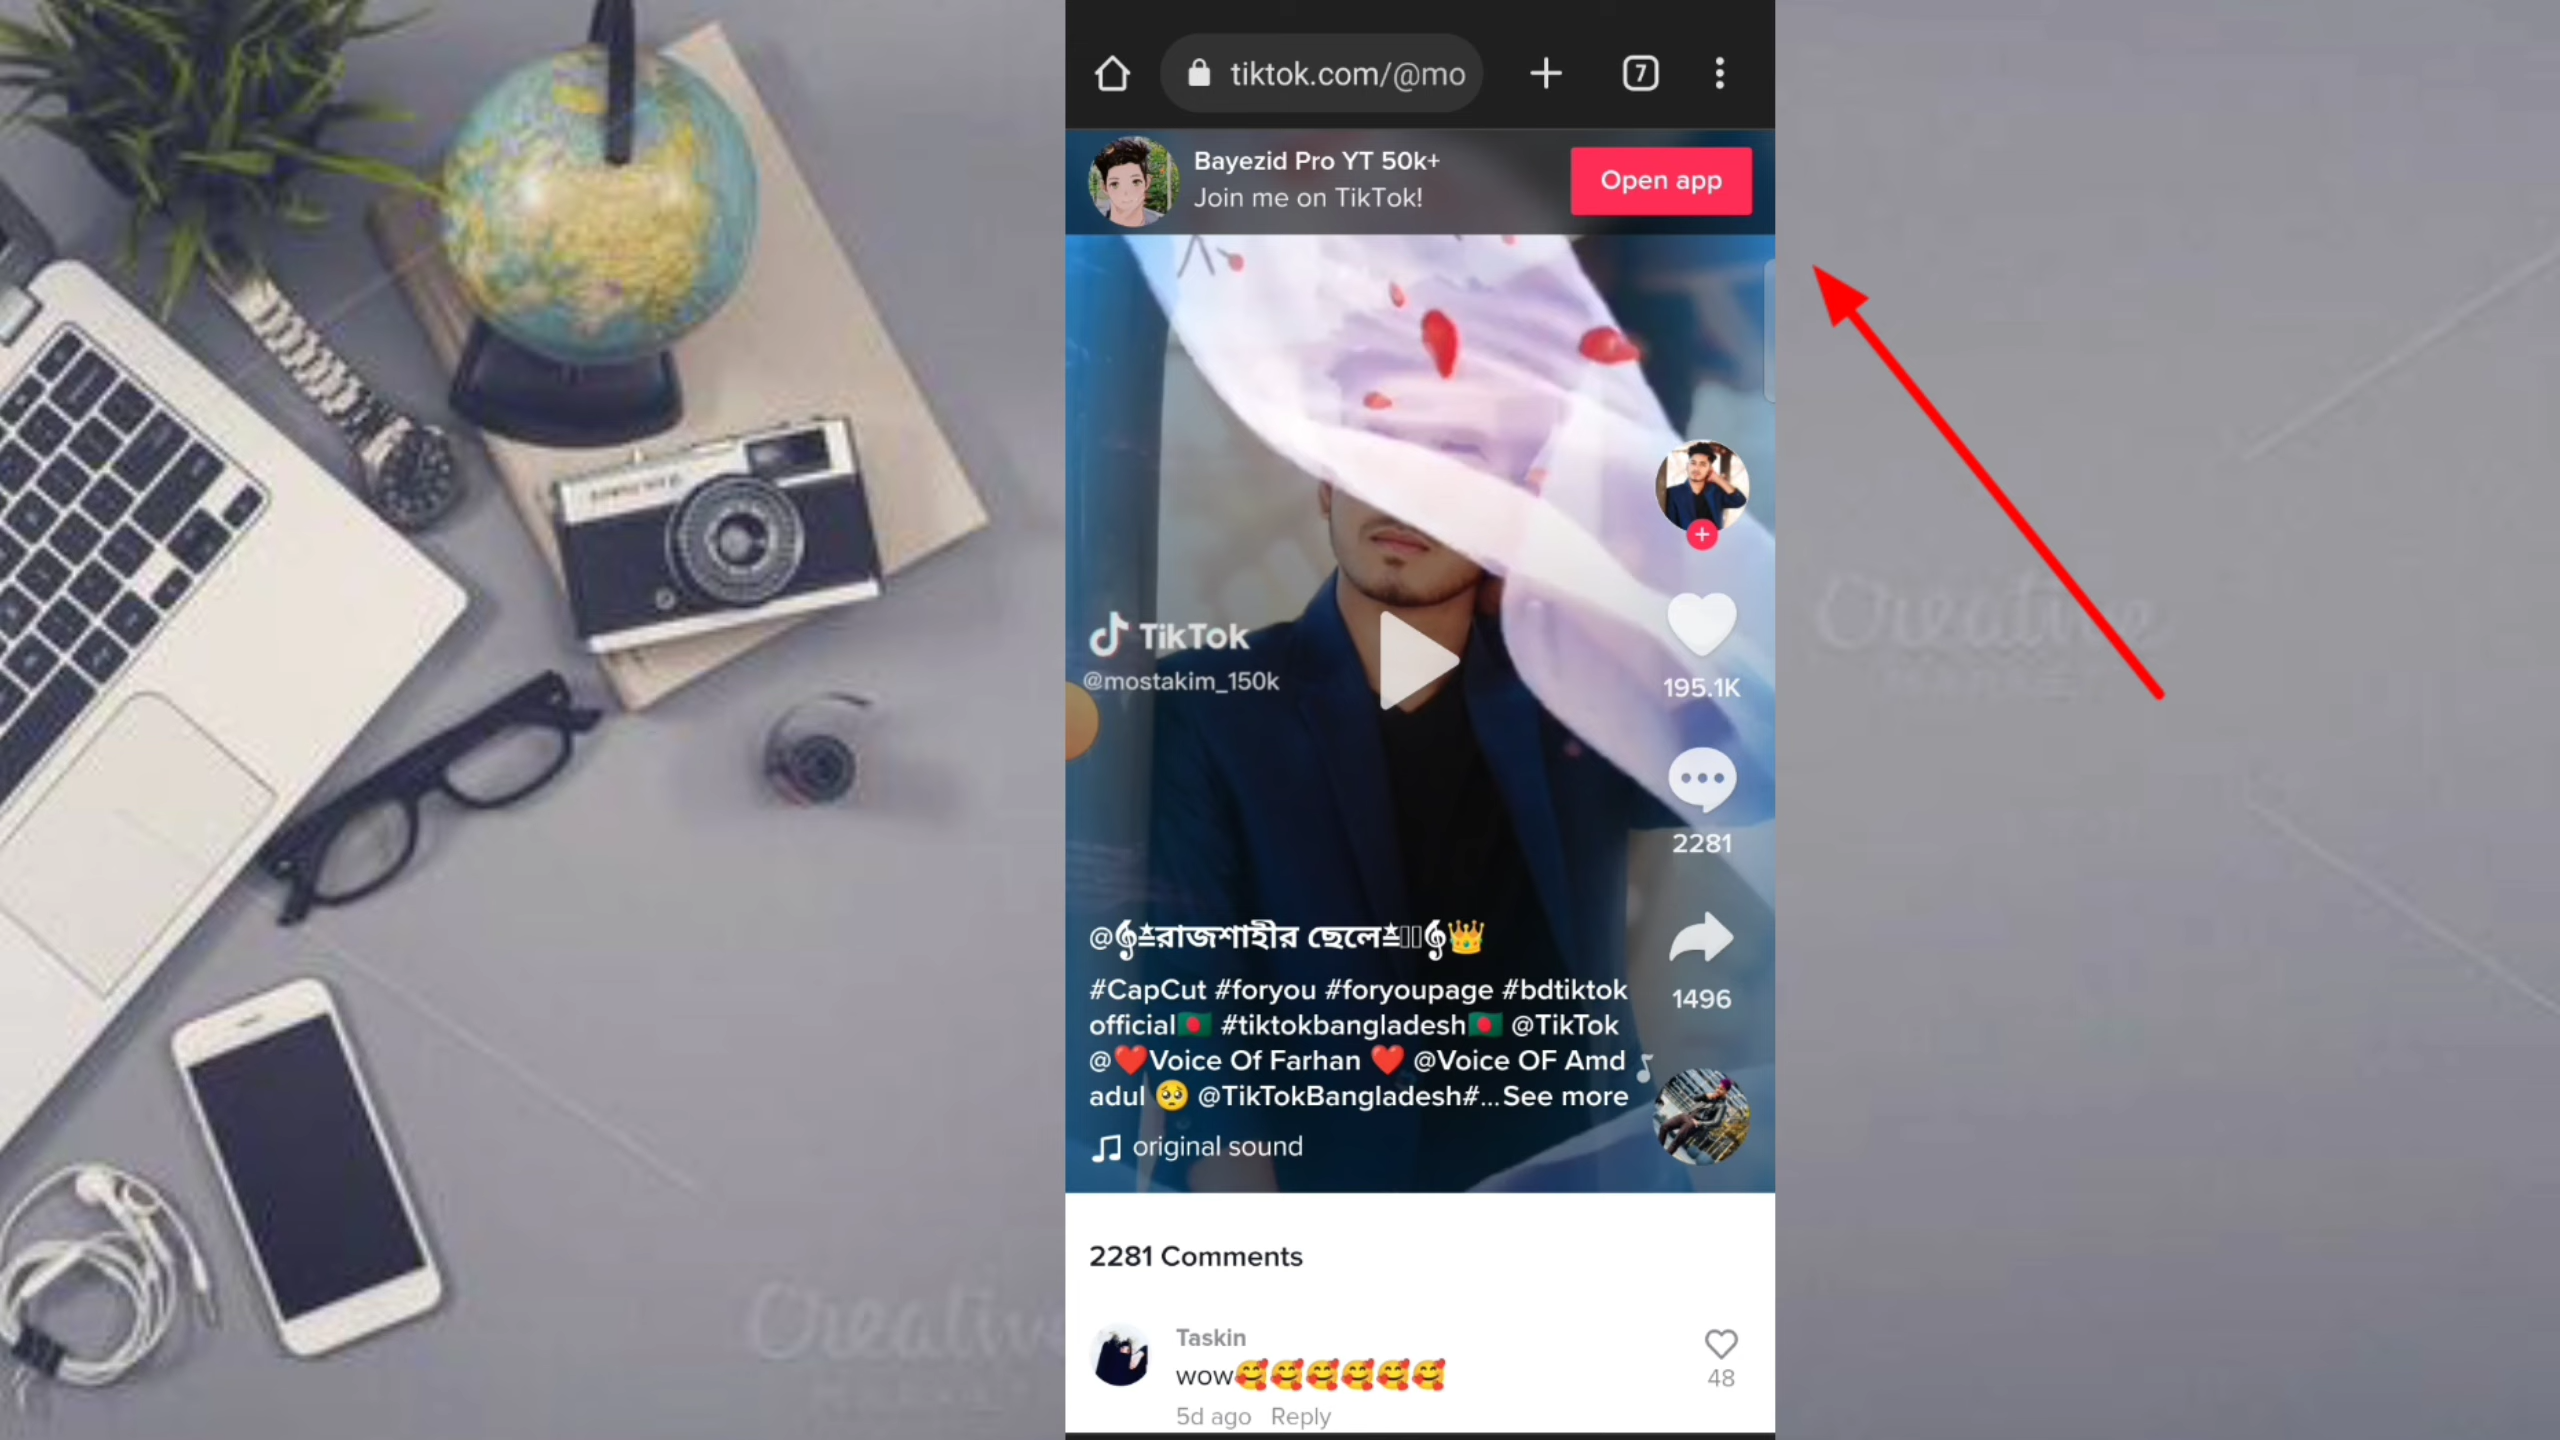 tiktok.com/@mo
7
Bayezid Pro YT 50k+
Join me on TikTok!
Open app
TikTok
@mostakim_150k
195.1K
2281
1496
@𝄞≛রাজশাহীর ছেলে≛𝄞👑
#CapCut #foryou #foryoupage #bdtiktok
official🇧🇩 #tiktokbangladesh🇧🇩 @TikTok
@❤️Voice Of Farhan ❤️ @Voice OF Amd
adul 🥺 @TikTokBangladesh#...See more
original sound
2281 Comments
Taskin
wow🥰🥰🥰🥰🥰🥰
48
5d ago Reply
Creative
Creative